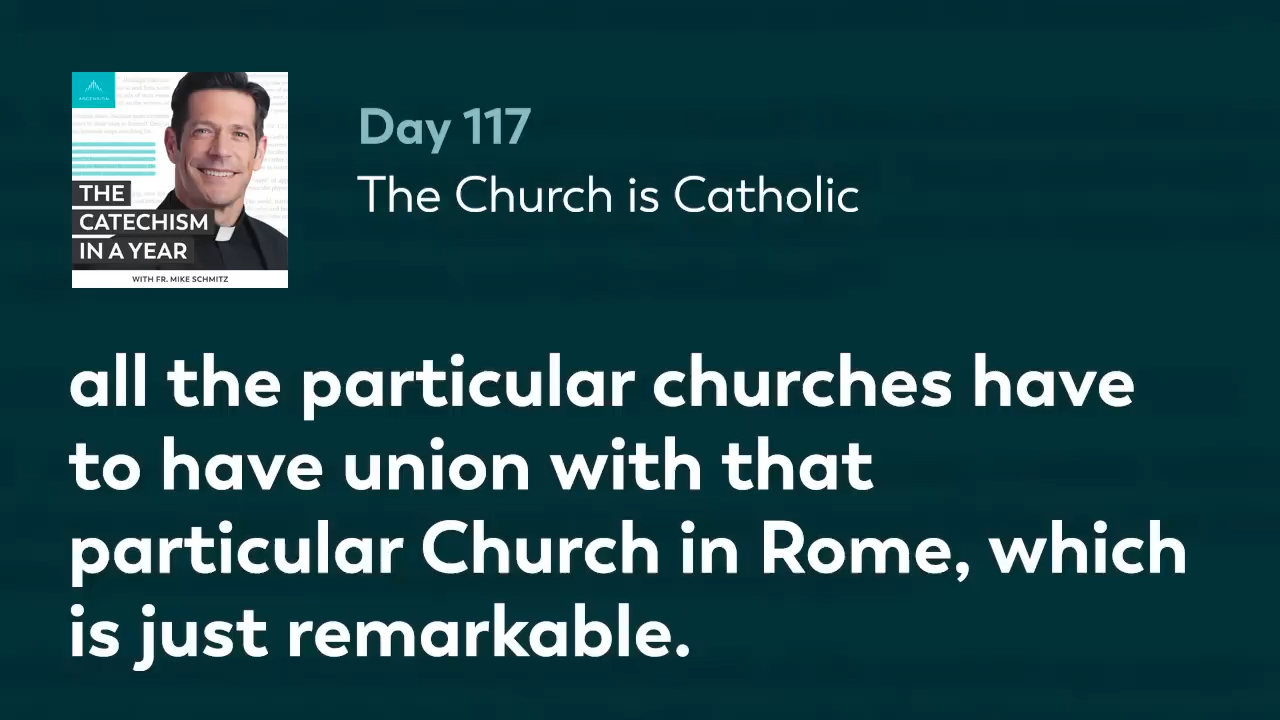 ASCENSION
THE
CATECHISM
IN A YEAR
WITH FR. MIKE SCHMITZ
Day 117
The Church is Catholic
all the particular churches have
to have union with that
particular Church in Rome, which
is just remarkable.